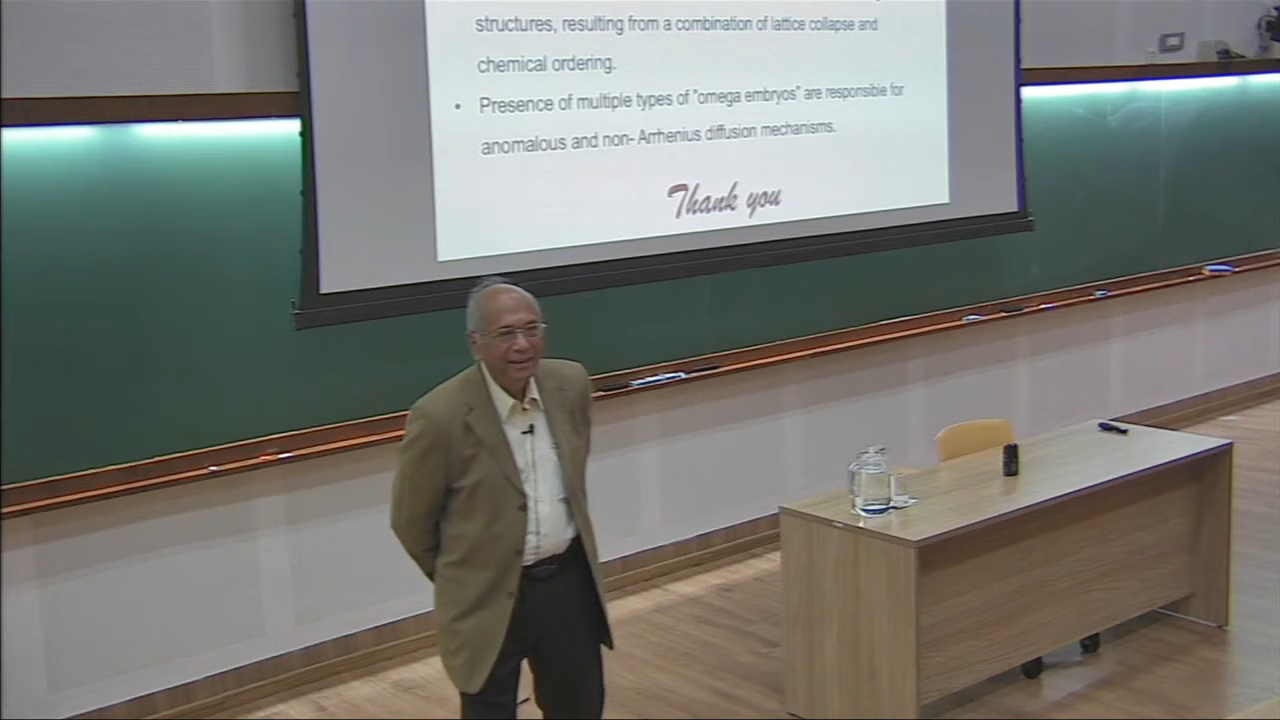 structures, resulting from a combination of lattice collapse and
chemical ordering.
• Presence of multiple types of "omega embryos" are responsible for
anomalous and non- Arrhenius diffusion mechanisms.
Thank you